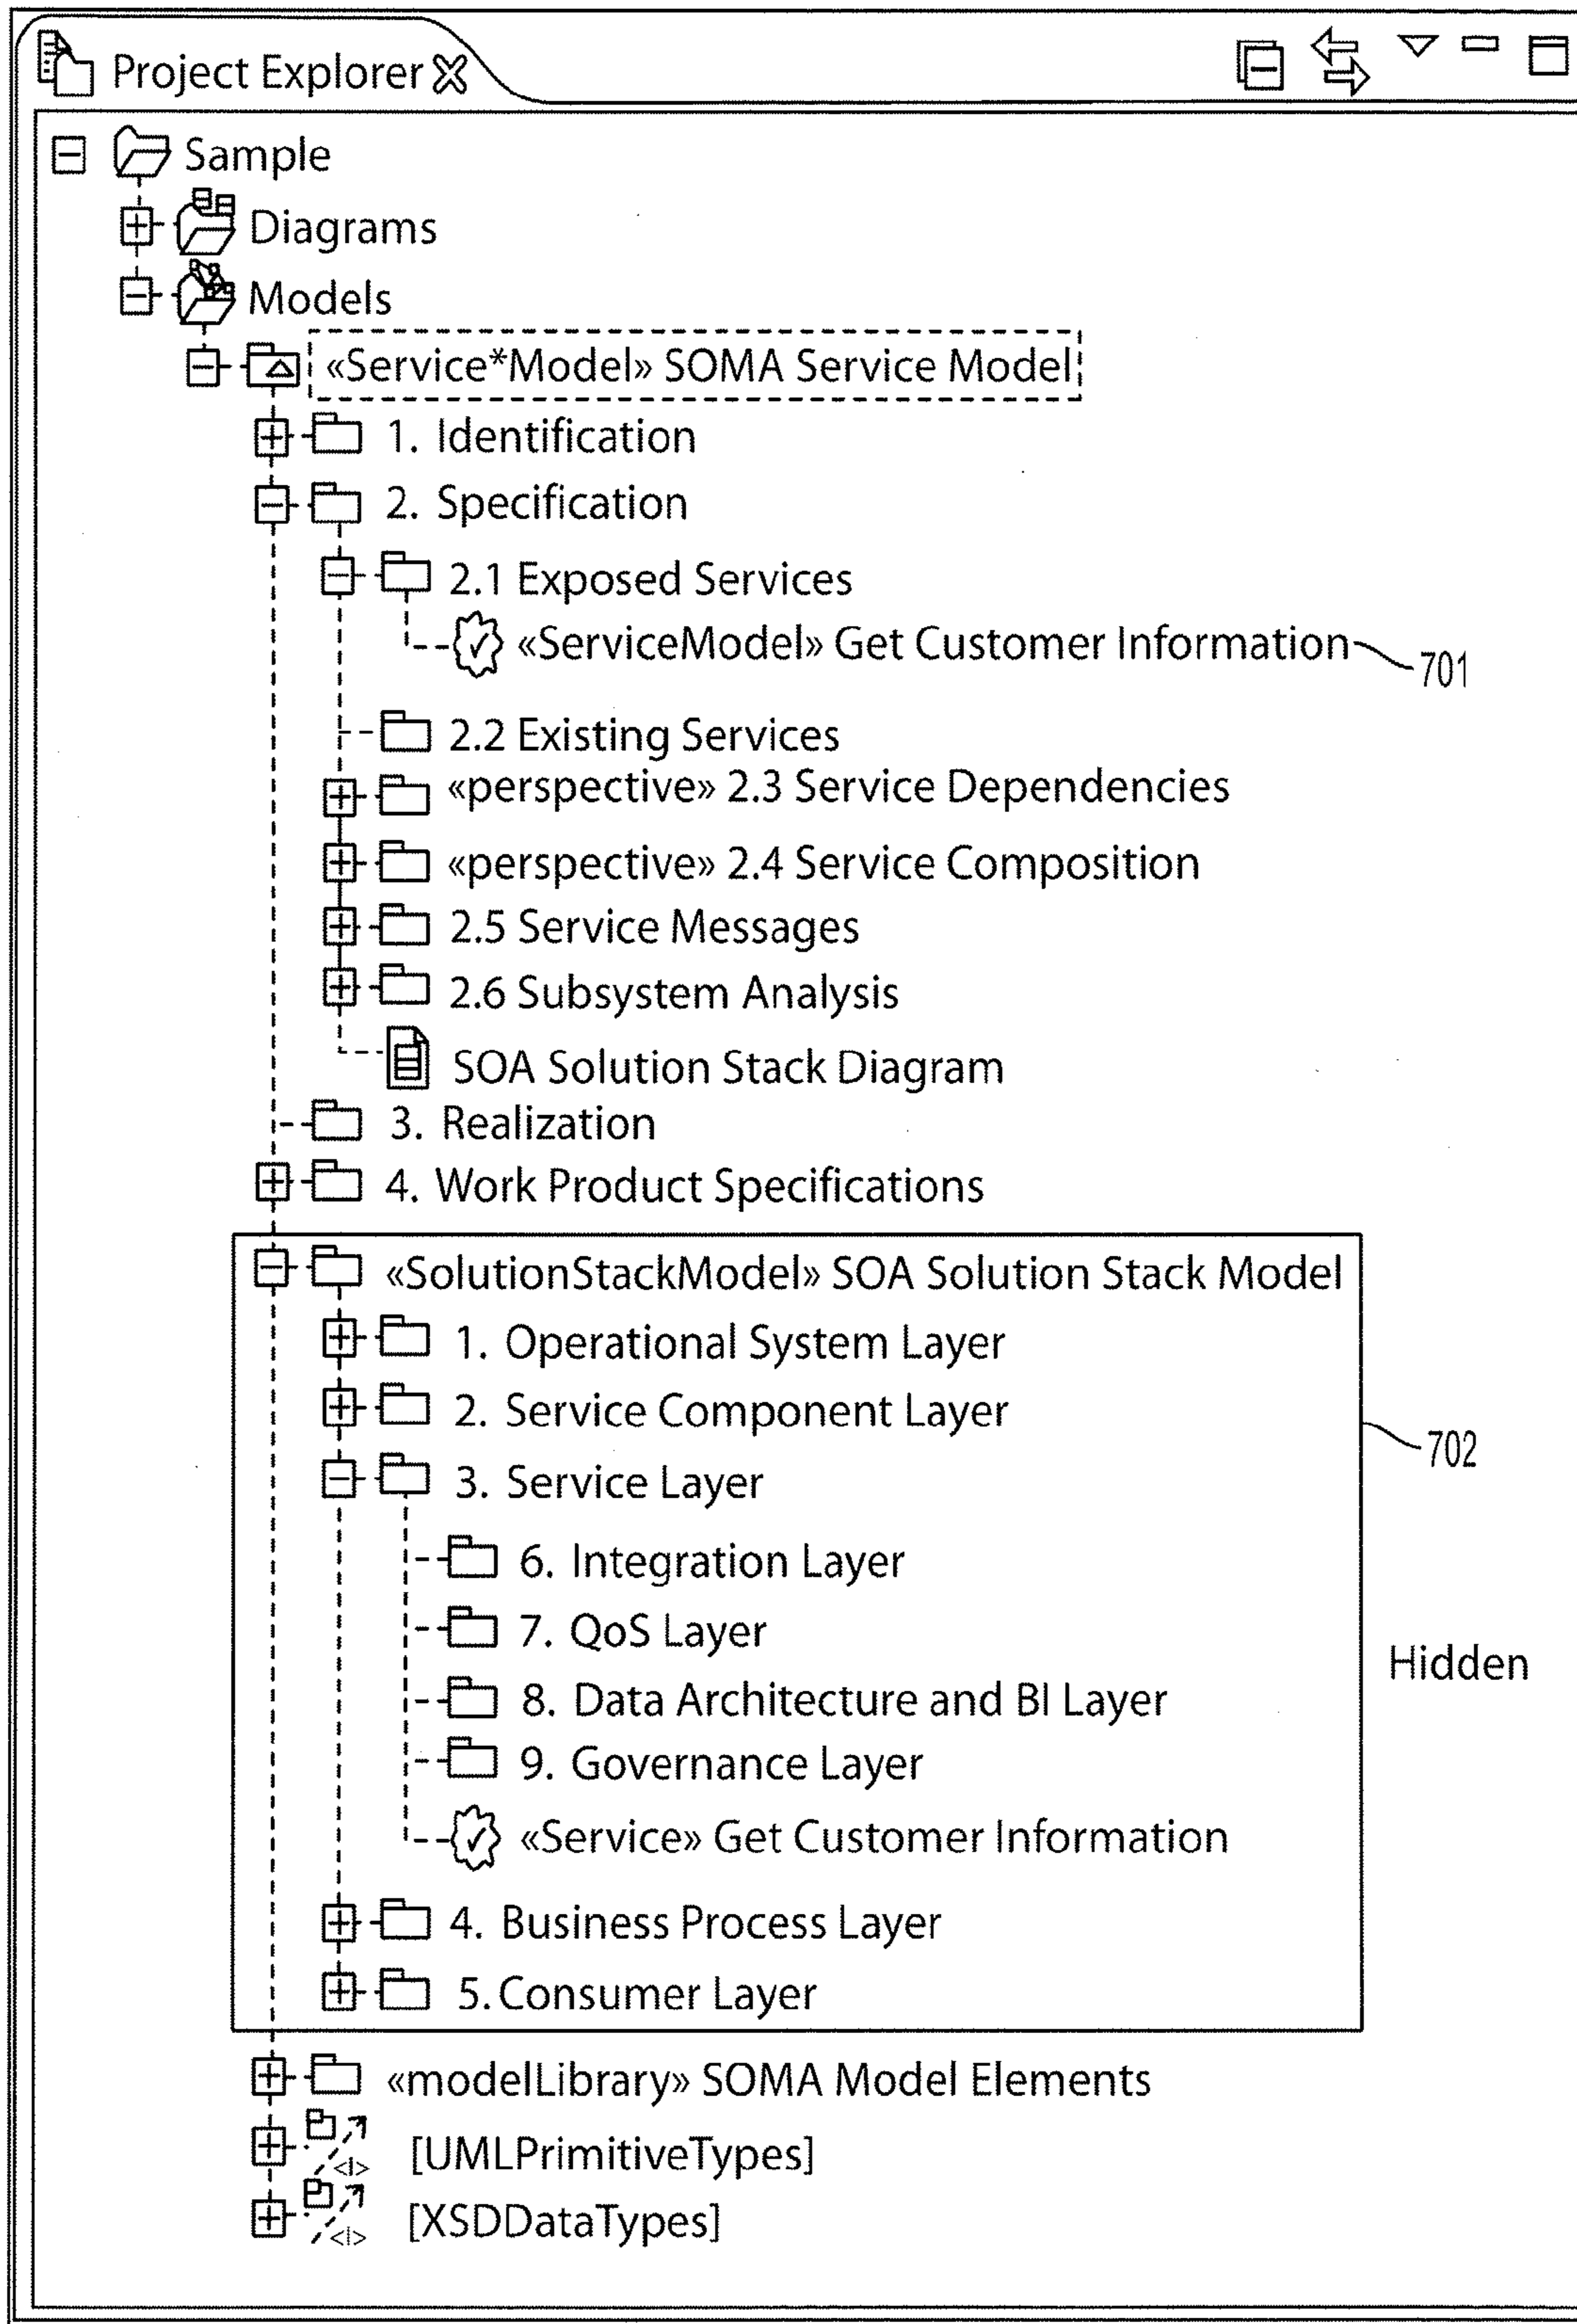 Project Explorer
Sample
Diagrams
Models
«Service*Model» SOMA Service Model
1. Identification
2. Specification
2.1 Exposed Services
«ServiceModel» Get Customer Information
701
2.2 Existing Services
«perspective» 2.3 Service Dependencies
«perspective» 2.4 Service Composition
2.5 Service Messages
2.6 Subsystem Analysis
SOA Solution Stack Diagram
3. Realization
4. Work Product Specifications
«SolutionStackModel» SOA Solution Stack Model
1. Operational System Layer
2. Service Component Layer
702
3. Service Layer
6. Integration Layer
7. QoS Layer
Hidden
8. Data Architecture and BI Layer
9. Governance Layer
«Service» Get Customer Information
4. Business Process Layer
5. Consumer Layer
«modelLibrary» SOMA Model Elements
[UMLPrimitiveTypes]
[XSDDataTypes]